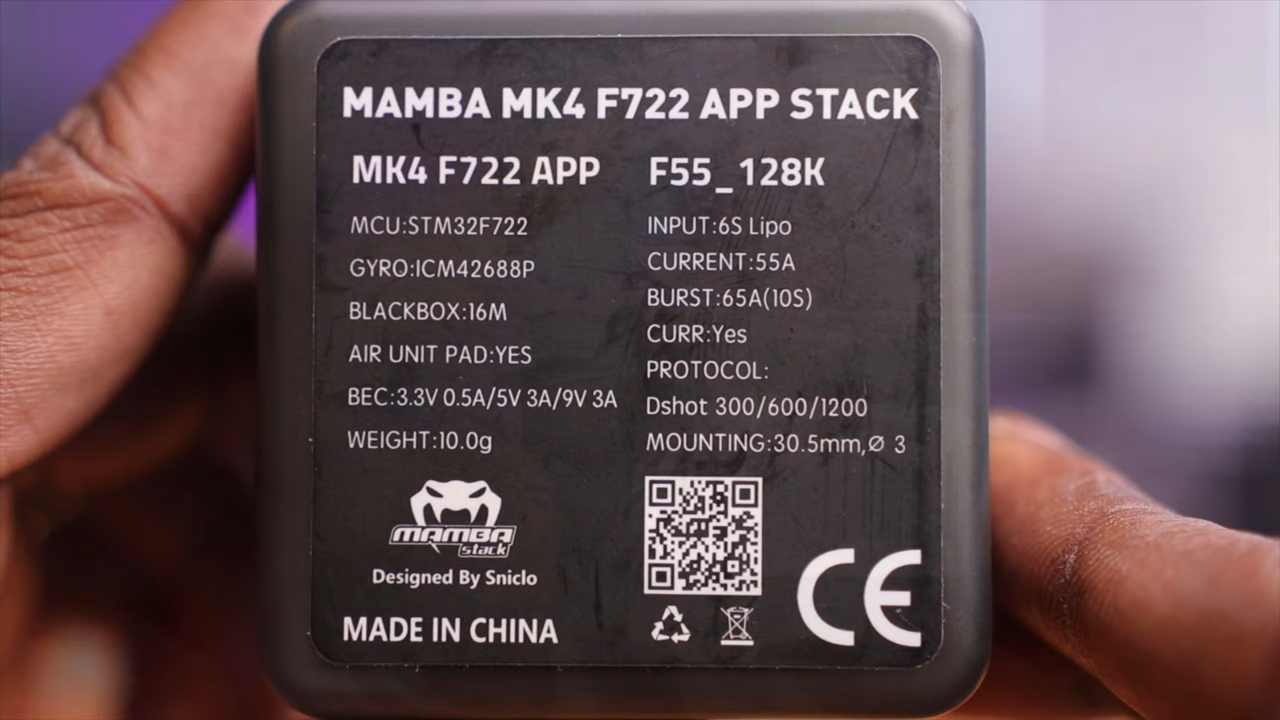 MAMBA MK4 F722 APP STACK
MK4 F722 APP
MCU:STM32F722
GYRO:ICM42688P
BLACKBOX:16M
AIR UNIT PAD:YES
BEC:3.3V 0.5A/5V 3A/9V 3A
WEIGHT:10.0g
F55_128K
INPUT:6S Lipo
CURRENT:55A
BURST:65A(10S)
CURR:Yes
PROTOCOL:
Dshot 300/600/1200
MOUNTING:30.5mm,Ø 3
MAMBA
stack
Designed By Sniclo
MADE IN CHINA
CE